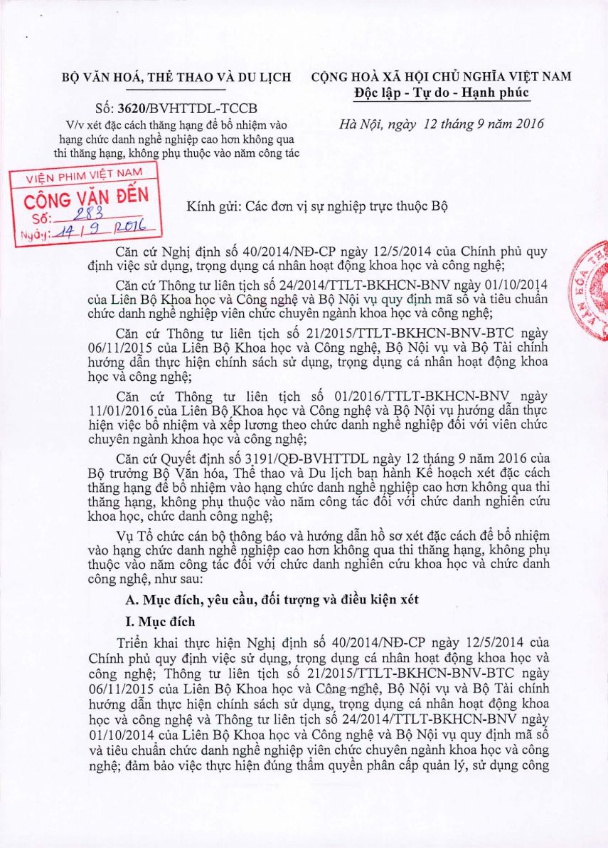 BỘ VĂN HOÁ, THỂ THAO VÀ DU LỊCH
Số: 3620/BVHTTDL-TCCB
V/v xét đặc cách thăng hạng để bổ nhiệm vào
hạng chức danh nghề nghiệp cao hơn không qua
thi thăng hạng, không phụ thuộc vào năm công tác
CỘNG HOÀ XÃ HỘI CHỦ NGHĨA VIỆT NAM
Độc lập - Tự do - Hạnh phúc
Hà Nội, ngày 12 tháng 9 năm 2016
VIỆN PHIM VIỆT NAM
CÔNG VĂN ĐẾN
Số: 283
Ngày: 14/9/2016
Kính gửi: Các đơn vị sự nghiệp trực thuộc Bộ
Căn cứ Nghị định số 40/2014/NĐ-CP ngày 12/5/2014 của Chính phủ quy
định việc sử dụng, trọng dụng cá nhân hoạt động khoa học và công nghệ;
Căn cứ Thông tư liên tịch số 24/2014/TTLT-BKHCN-BNV ngày 01/10/2014
của Liên Bộ Khoa học và Công nghệ và Bộ Nội vụ quy định mã số và tiêu chuẩn
chức danh nghề nghiệp viên chức chuyên ngành khoa học và công nghệ;
Căn cứ Thông tư liên tịch số 21/2015/TTLT-BKHCN-BNV-BTC ngày
06/11/2015 của Liên Bộ Khoa học và Công nghệ, Bộ Nội vụ và Bộ Tài chính
hướng dẫn thực hiện chính sách sử dụng, trọng dụng cá nhân hoạt động khoa
học và công nghệ;
Căn cứ Thông tư liên tịch số 01/2016/TTLT-BKHCN-BNV ngày
11/01/2016 của Liên Bộ Khoa học và Công nghệ và Bộ Nội vụ hướng dẫn thực
hiện việc bổ nhiệm và xếp lương theo chức danh nghề nghiệp đối với viên chức
chuyên ngành khoa học và công nghệ;
Căn cứ Quyết định số 3191/QĐ-BVHTTDL ngày 12 tháng 9 năm 2016 của
Bộ trưởng Bộ Văn hóa, Thể thao và Du lịch ban hành Kế hoạch xét đặc cách
thăng hạng để bổ nhiệm vào hạng chức danh nghề nghiệp cao hơn không qua thi
thăng hạng, không phụ thuộc vào năm công tác đối với chức danh nghiên cứu
khoa học, chức danh công nghệ;
Vụ Tổ chức cán bộ thông báo và hướng dẫn hồ sơ xét đặc cách để bổ nhiệm
vào hạng chức danh nghề nghiệp cao hơn không qua thi thăng hạng, không phụ
thuộc vào năm công tác đối với chức danh nghiên cứu khoa học và chức danh
công nghệ, như sau:
A. Mục đích, yêu cầu, đối tượng và điều kiện xét
I. Mục đích
Triển khai thực hiện Nghị định số 40/2014/NĐ-CP ngày 12/5/2014 của
Chính phủ quy định việc sử dụng, trọng dụng cá nhân hoạt động khoa học và
công nghệ; Thông tư liên tịch số 21/2015/TTLT-BKHCN-BNV-BTC ngày
06/11/2015 của Liên Bộ Khoa học và Công nghệ, Bộ Nội vụ và Bộ Tài chính
hướng dẫn thực hiện chính sách sử dụng, trọng dụng cá nhân hoạt động khoa
học và công nghệ và Thông tư liên tịch số 24/2014/TTLT-BKHCN-BNV ngày
01/10/2014 của Liên Bộ Khoa học và Công nghệ và Bộ Nội vụ quy định mã số
và tiêu chuẩn chức danh nghề nghiệp viên chức chuyên ngành khoa học và công
nghệ; đảm bảo việc thực hiện đúng thẩm quyền phân cấp quản lý, sử dụng công